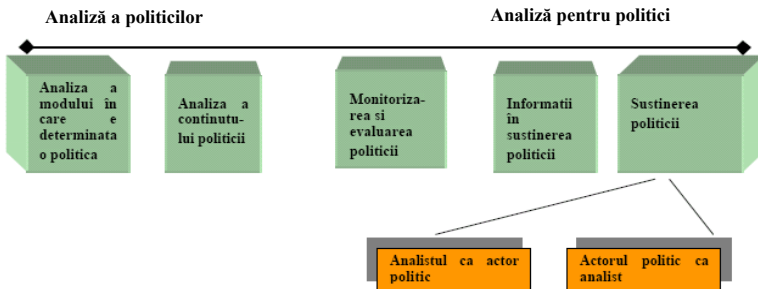 Analiză a politicilor
Analiză pentru politici
Analiza a
modului în
care e
determinata
o politica
Analiza a
continutu-
lui politicii
Monitoriza-
rea si
evaluarea
politicii
Informatii
în
sustinerea
politicii
Sustinerea
politicii
Analistul ca actor
politic
Actorul politic ca
analist